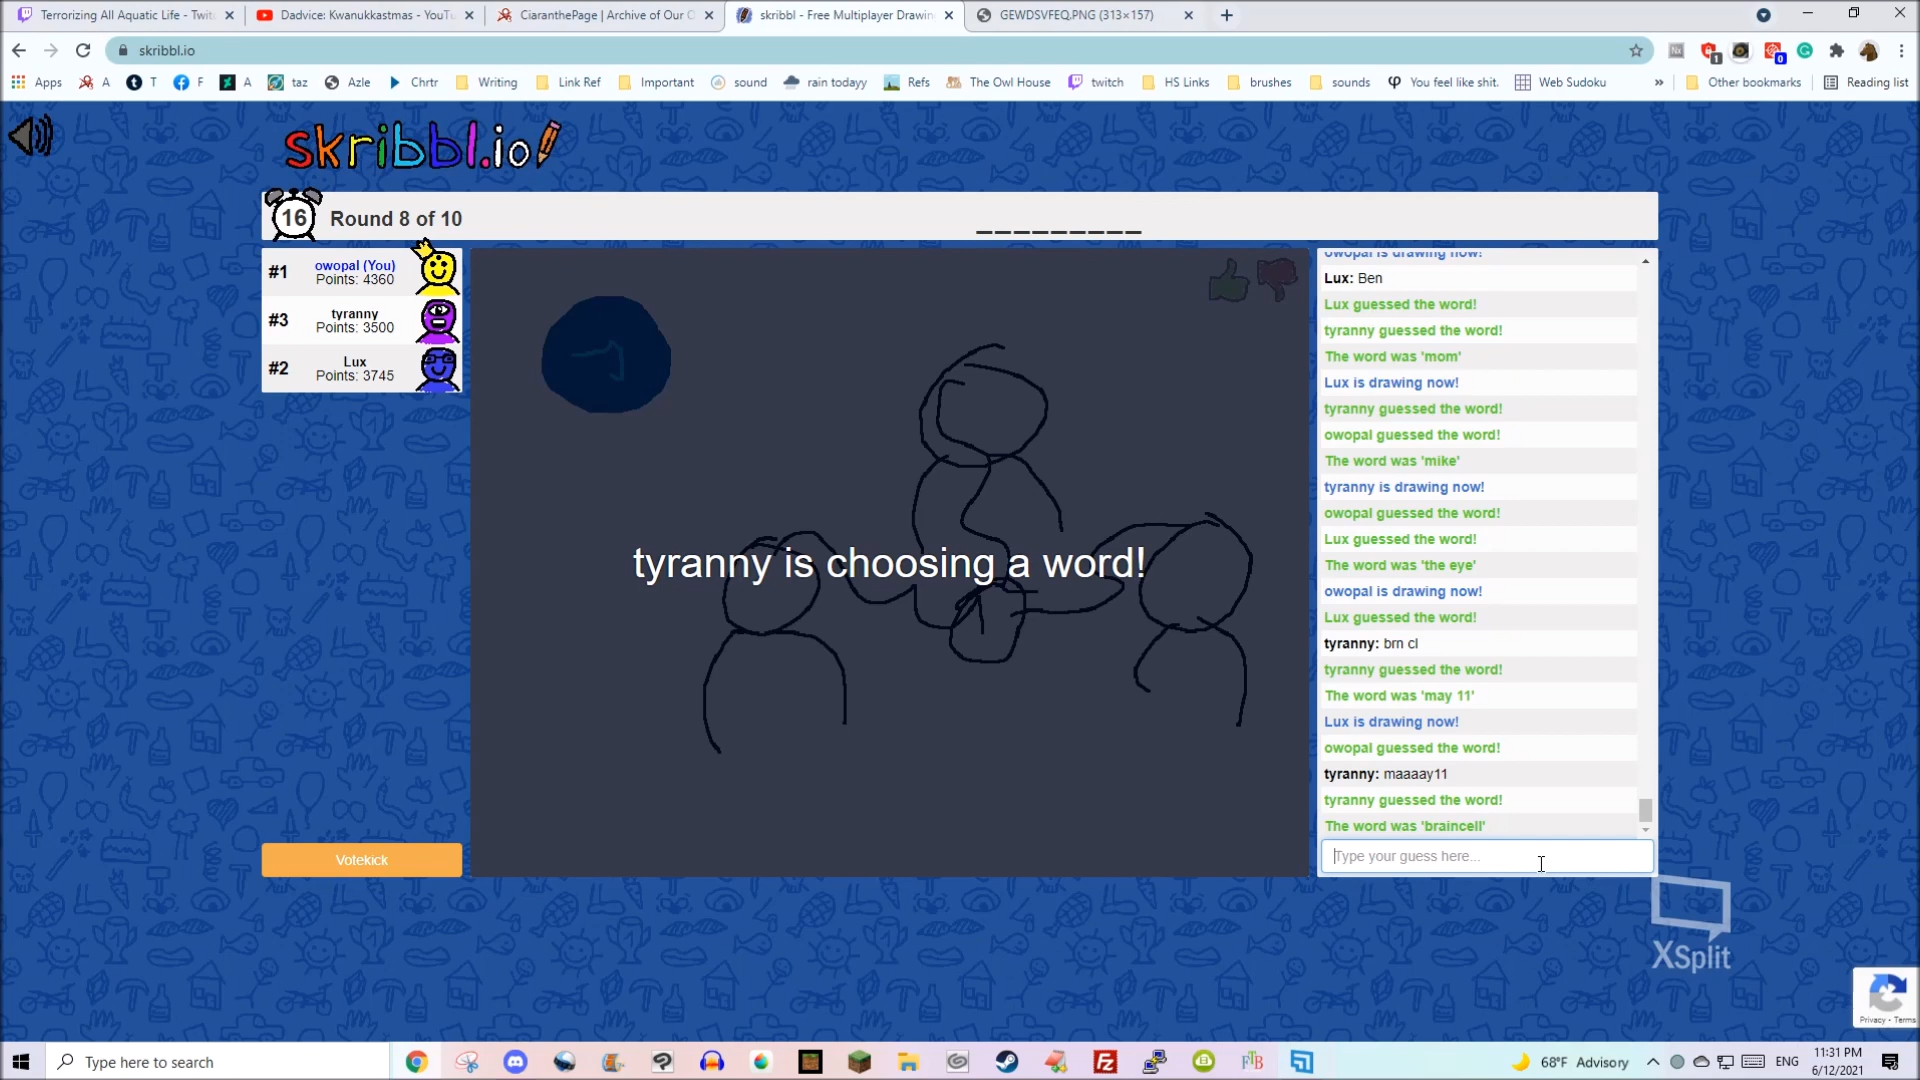 Terrorizing All Aquatic Life - Twit
Dadvice: Kwanukkastmas - YouTu
CiaranthePage | Archive of Our O
skribbl - Free Multiplayer Drawin
GEWDSVFEQ.PNG (313×157)
skribbl.io
Apps
A
T
F
A
taz
Azle
Chrtr
Writing
Link Ref
Important
sound
rain todayy
Refs
The Owl House
twitch
HS Links
brushes
sounds
You feel like shit.
Web Sudoku
»
Other bookmarks
Reading list
skribbl.io
16
Round 8 of 10
_________
#1
owopal (You)
Points: 4360
#3
tyranny
Points: 3500
#2
Lux
Points: 3745
Votekick
tyranny is choosing a word!
owopal is drawing now!
Lux: Ben
Lux guessed the word!
tyranny guessed the word!
The word was 'mom'
Lux is drawing now!
tyranny guessed the word!
owopal guessed the word!
The word was 'mike'
tyranny is drawing now!
owopal guessed the word!
Lux guessed the word!
The word was 'the eye'
owopal is drawing now!
Lux guessed the word!
tyranny: brn cl
tyranny guessed the word!
The word was 'may 11'
Lux is drawing now!
owopal guessed the word!
tyranny: maaaay11
tyranny guessed the word!
The word was 'braincell'
Type your guess here...
XSplit
Privacy - Terms
Type here to search
68°F Advisory
ENG
11:31 PM
6/12/2021